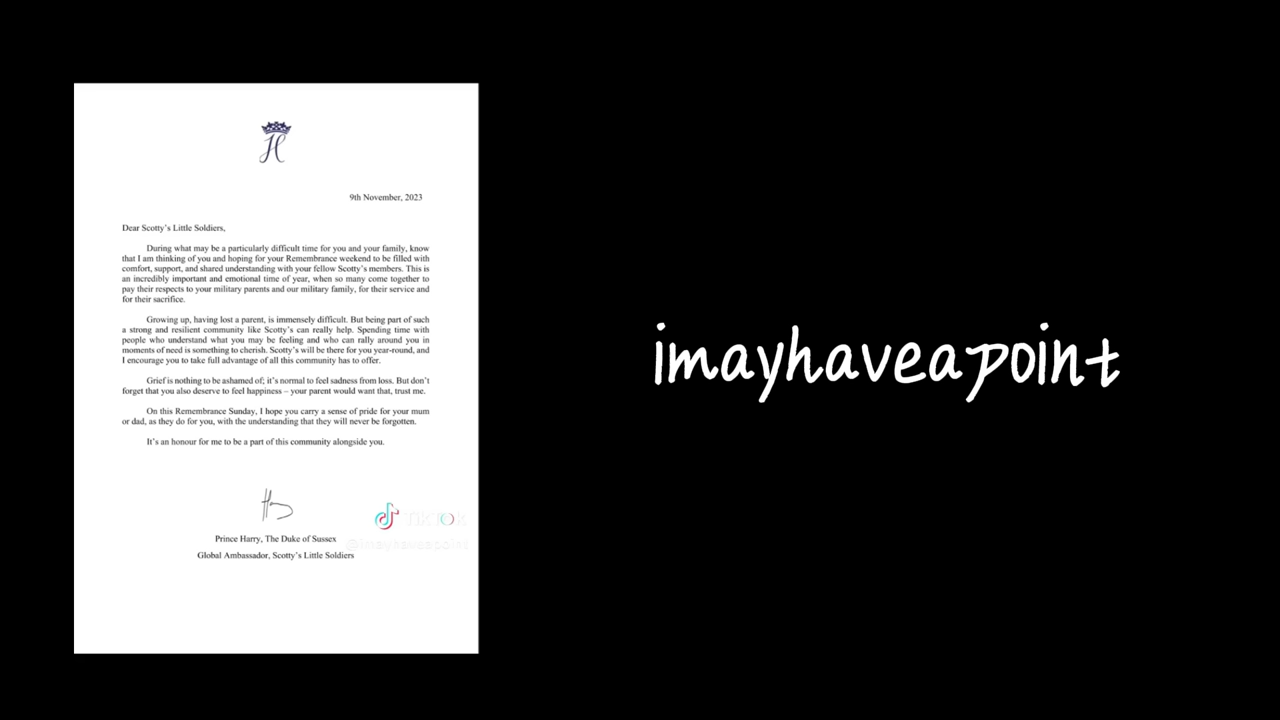 H
9th November, 2023
Dear Scotty's Little Soldiers,
During what may be a particularly difficult time for you and your family, know
that I am thinking of you and hoping for your Remembrance weekend to be filled with
comfort, support, and shared understanding with your fellow Scotty's members. This is
an incredibly important and emotional time of year, when so many come together to
pay their respects to your military parents and our military family, for their service and
for their sacrifice.
Growing up, having lost a parent, is immensely difficult. But being part of such
a strong and resilient community like Scotty's can really help. Spending time with
people who understand what you may be feeling and who can rally around you in
moments of need is something to cherish. Scotty's will be there for you year-round, and
I encourage you to take full advantage of all this community has to offer.
Grief is nothing to be ashamed of; it's normal to feel sadness from loss. But don't
forget that you also deserve to feel happiness – your parent would want that, trust me.
On this Remembrance Sunday, I hope you carry a sense of pride for your mum
or dad, as they do for you, with the understanding that they will never be forgotten.
It's an honour for me to be a part of this community alongside you.
Harry
TikTok
@imayhaveapoint
Prince Harry, The Duke of Sussex
Global Ambassador, Scotty's Little Soldiers
imayhaveapoint